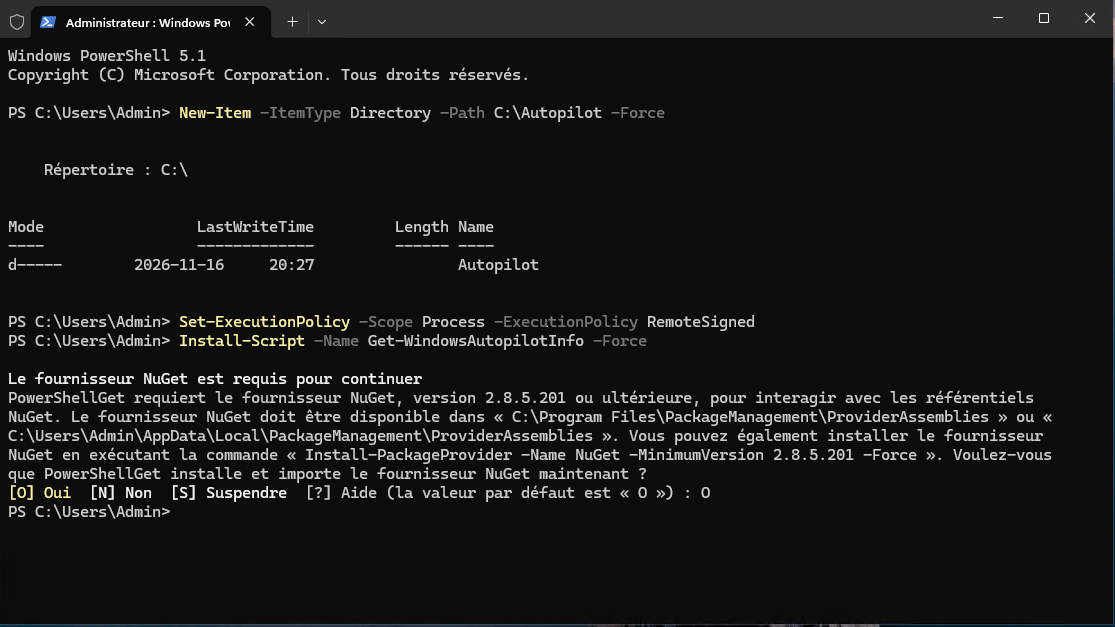 Administrateur : Windows Po
Windows PowerShell 5.1
Copyright (C) Microsoft Corporation. Tous droits réservés.
PS C:\Users\Admin> New-Item -ItemType Directory -Path C:\Autopilot -Force
Répertoire : C:\
Mode LastWriteTime Length Name
---- ------------- ------ ----
d----- 2026-11-16 20:27 Autopilot
PS C:\Users\Admin> Set-ExecutionPolicy -Scope Process -ExecutionPolicy RemoteSigned
PS C:\Users\Admin> Install-Script -Name Get-WindowsAutopilotInfo -Force
Le fournisseur NuGet est requis pour continuer
PowerShellGet requiert le fournisseur NuGet, version 2.8.5.201 ou ultérieure, pour interagir avec les référentiels
NuGet. Le fournisseur NuGet doit être disponible dans « C:\Program Files\PackageManagement\ProviderAssemblies » ou «
C:\Users\Admin\AppData\Local\PackageManagement\ProviderAssemblies ». Vous pouvez également installer le fournisseur
NuGet en exécutant la commande « Install-PackageProvider -Name NuGet -MinimumVersion 2.8.5.201 -Force ». Voulez-vous
que PowerShellGet installe et importe le fournisseur NuGet maintenant ?
[O] Oui [N] Non [S] Suspendre [?] Aide (la valeur par défaut est « O ») : O
PS C:\Users\Admin>